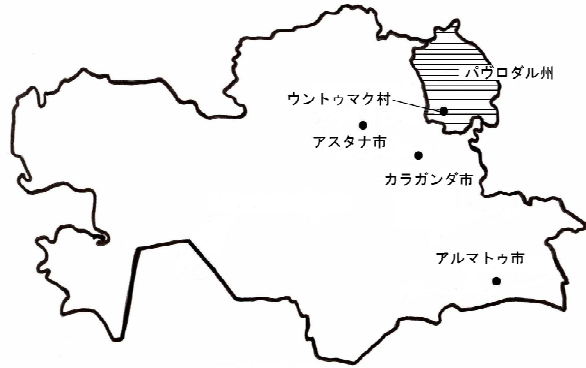 パヴロダル州
ウントゥマク村
アスタナ市
カラガンダ市
アルマトゥ市